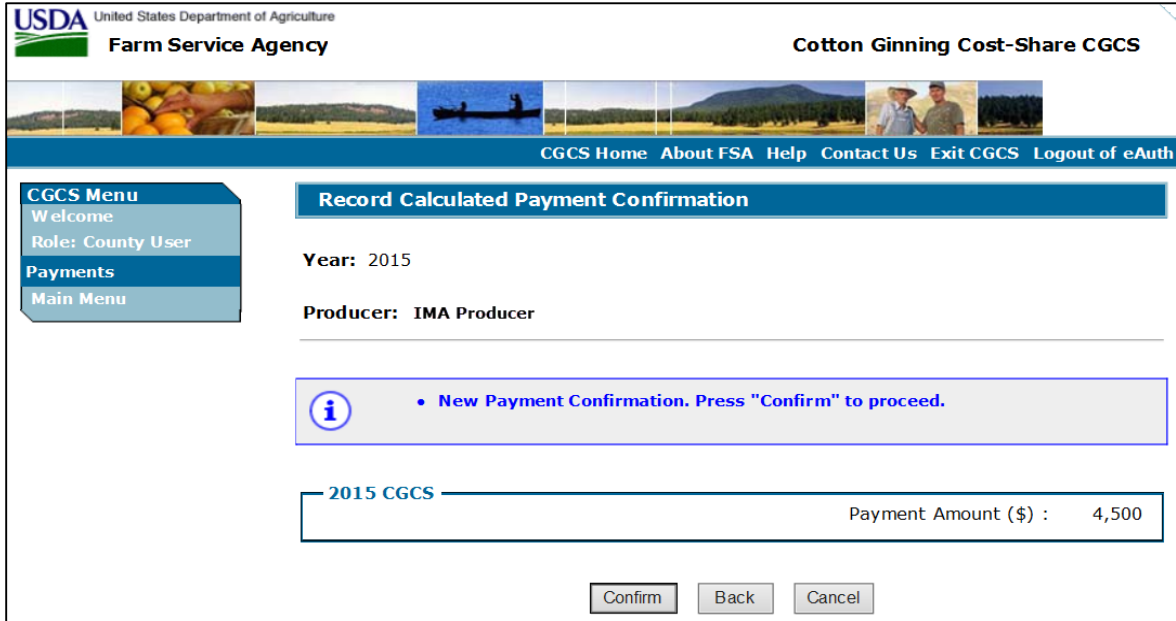 USDA United States Department of Agriculture
Farm Service Agency
Cotton Ginning Cost-Share CGCS
CGCS Home About FSA Help Contact Us Exit CGCS Logout of eAuth
CGCS Menu
Welcome
Role: County User
Payments
Main Menu
Record Calculated Payment Confirmation
Year: 2015
Producer: IMA Producer
i
• New Payment Confirmation. Press "Confirm" to proceed.
2015 CGCS
Payment Amount ($) : 4,500
Confirm Back Cancel